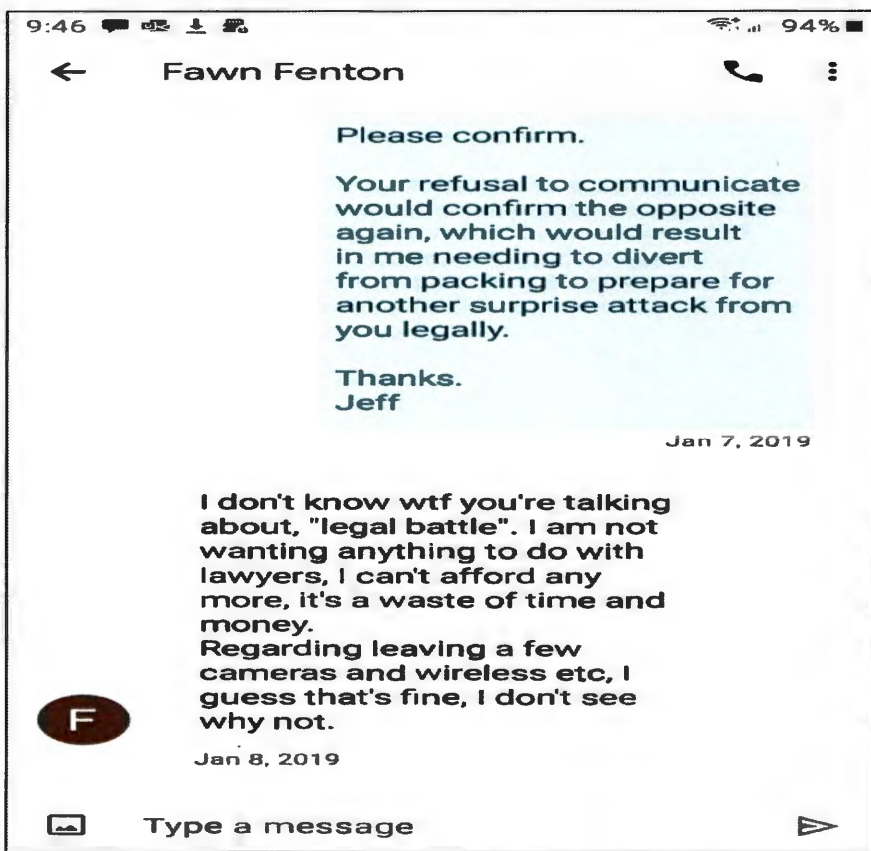 9:46 94%
Fawn Fenton
Please confirm.
Your refusal to communicate
would confirm the opposite
again, which would result
in me needing to divert
from packing to prepare for
another surprise attack from
you legally.
Thanks.
Jeff
Jan 7, 2019
I don't know wtf you're talking
about, "legal battle". I am not
wanting anything to do with
lawyers, I can't afford any
more, it's a waste of time and
money.
Regarding leaving a few
cameras and wireless etc, I
guess that's fine, I don't see
why not.
F
Jan 8, 2019
Type a message